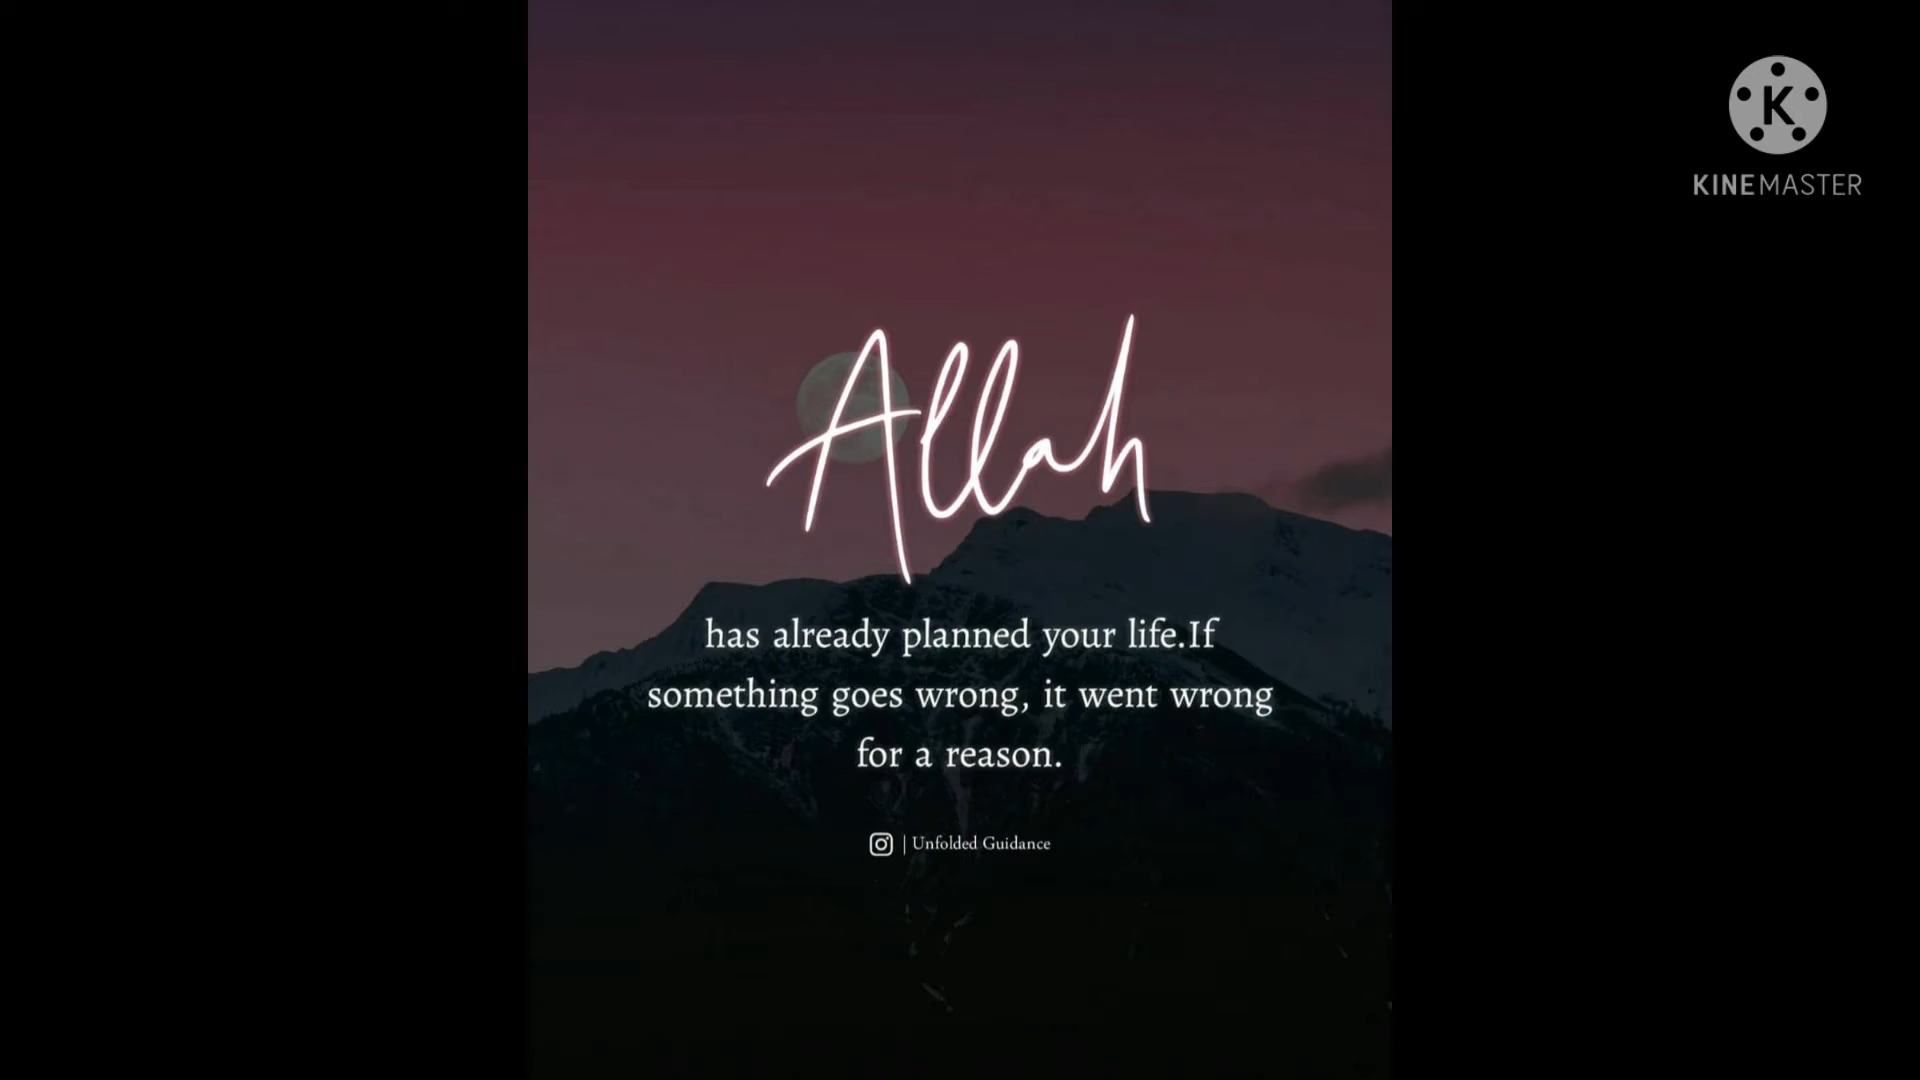 K
KINEMASTER
Allah
has already planned your life.If
something goes wrong, it went wrong
for a reason.
| Unfolded Guidance